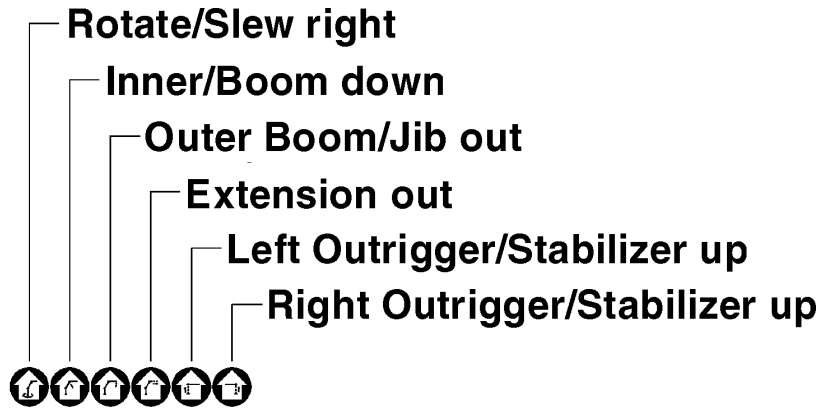 Rotate/Slew right
Inner/Boom down
Outer Boom/Jib out
Extension out
Left Outrigger/Stabilizer up
Right Outrigger/Stabilizer up